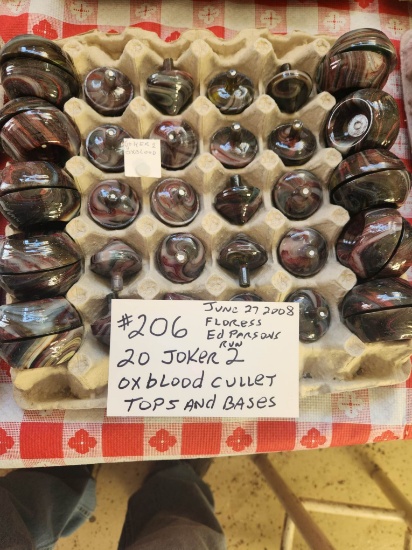 #206
JUNE 27 2008
FLORESS
ED PARSONS
RUN
20 JOKER 2
OXBLOOD CULLET
TOPS AND BASES